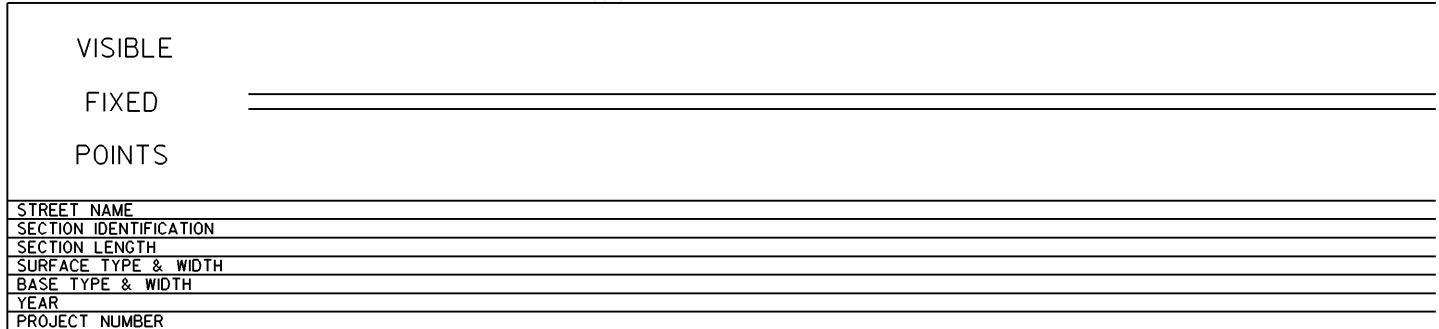 VISIBLE
FIXED
POINTS
STREET NAME
SECTION IDENTIFICATION
SECTION LENGTH
SURFACE TYPE & WIDTH
BASE TYPE & WIDTH
YEAR
PROJECT NUMBER